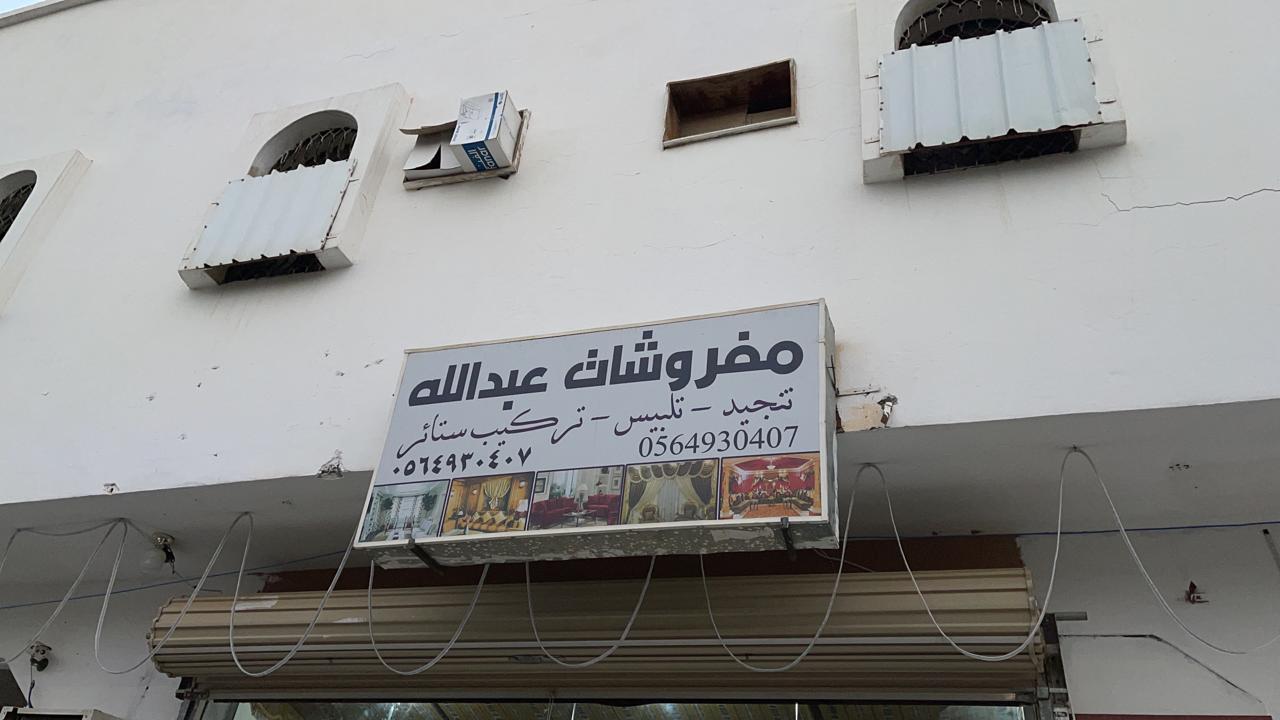 مفروشات عبدالله
تنجيد - تلبيس - تركيب ستائر
0564930407
٠٥٦٤٩٣٠٤٠٧